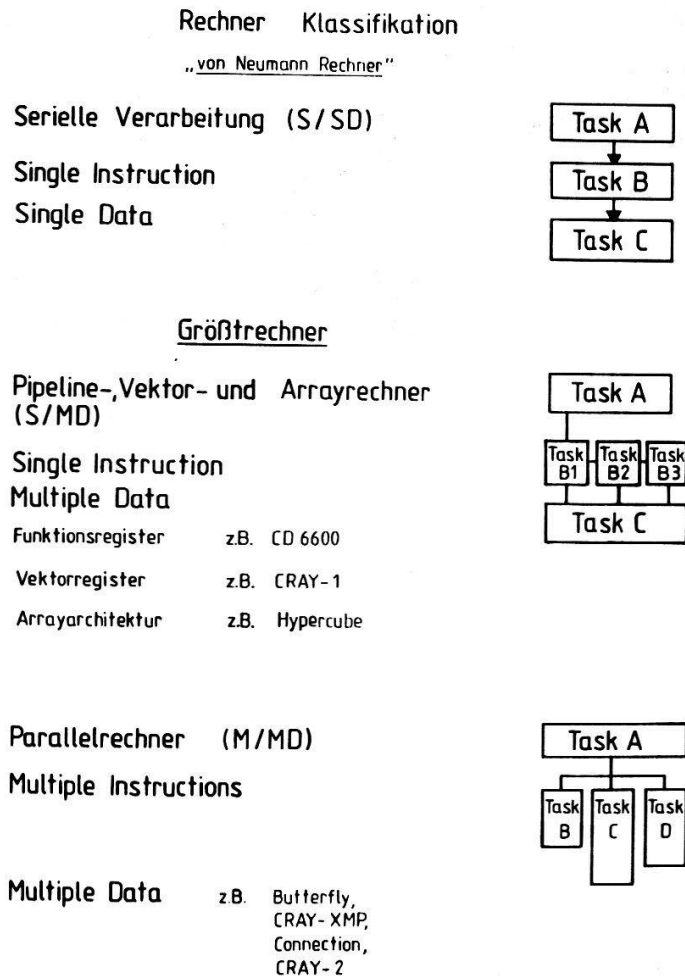 Rechner Klassifikation
„von Neumann Rechner"
Serielle Verarbeitung (S/SD)
Single Instruction
Single Data
Task A
Task B
Task C
Größtrechner
Pipeline-,Vektor- und Arrayrechner
(S/MD)
Single Instruction
Multiple Data
Funktionsregister z.B. CD 6600
Vektorregister z.B. CRAY-1
Arrayarchitektur z.B. Hypercube
Task A
Task B1
Task B2
Task B3
Task C
Parallelrechner (M/MD)
Multiple Instructions
Multiple Data z.B. Butterfly,
CRAY-XMP,
Connection,
CRAY-2
Task A
Task B
Task C
Task D